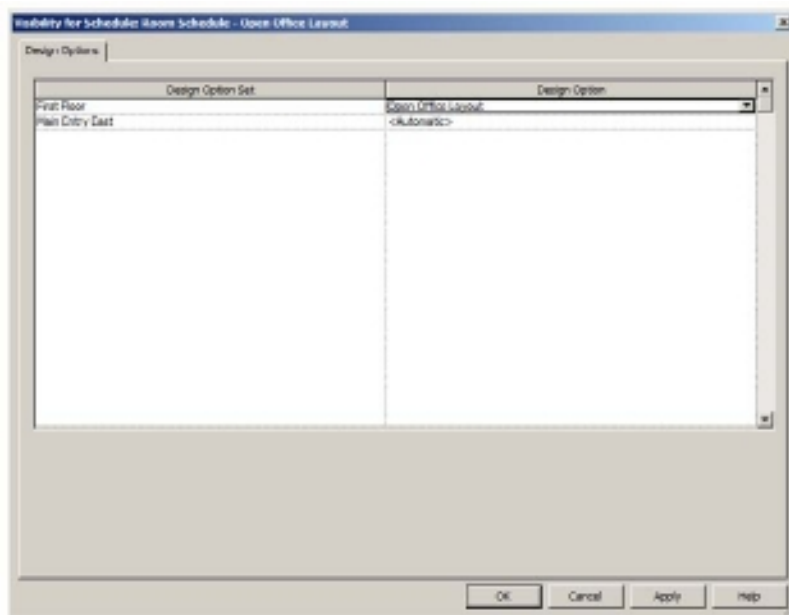 Visibility for Schedule: Room Schedule - Open Office Layout
Design Options
Design Option Set Design Option
First Floor Open Office Layout
Main Entry East <Automatic>
OK Cancel Apply Help